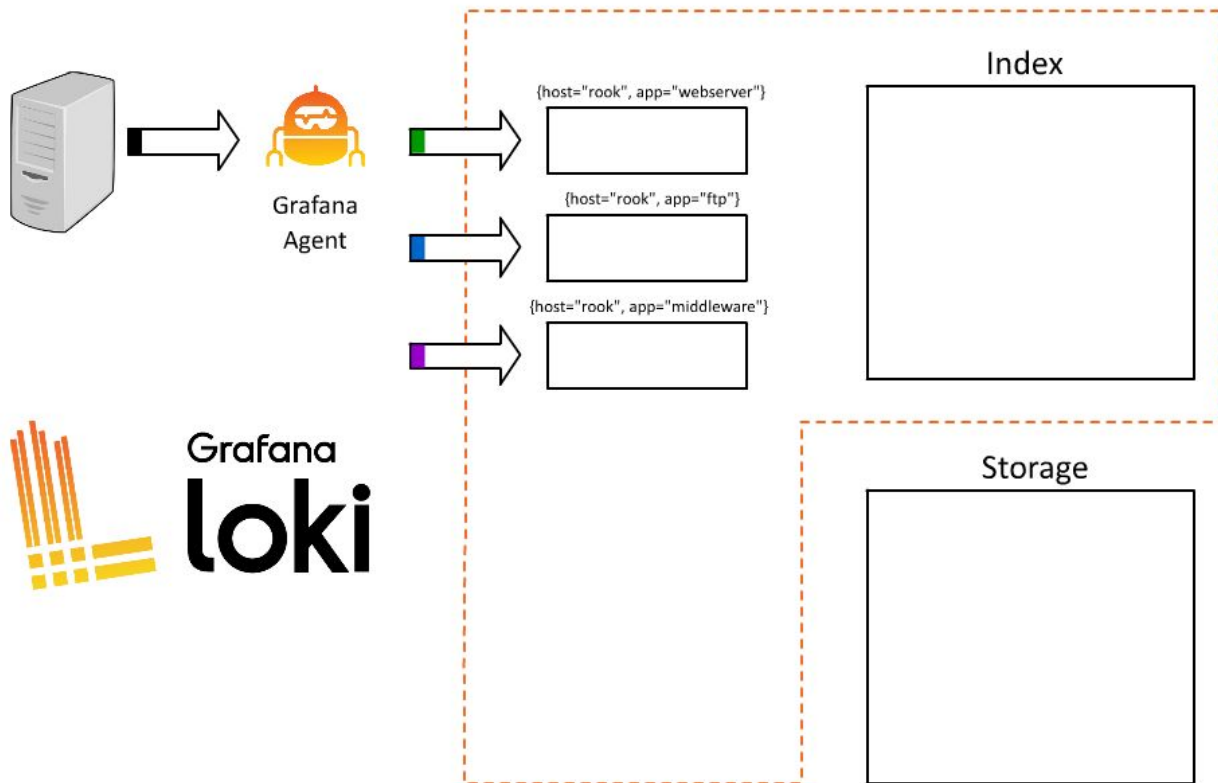 Index
{host="rook", app="webserver"}
{host="rook", app="ftp"}
Grafana
Agent
{host="rook", app="middleware"}
Grafana
loki
Storage